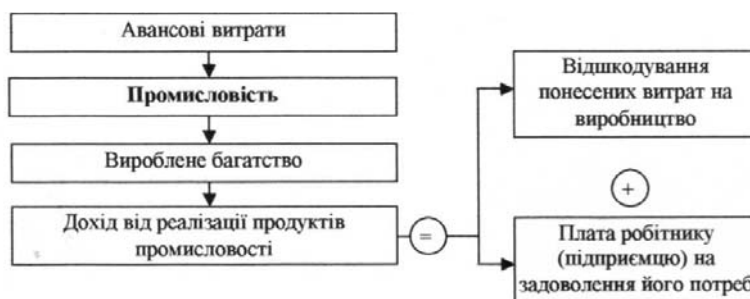 Авансові витрати
Промисловість
Вироблене багатство
Дохід від реалізації продуктів
промисловості
=
Відшкодування
понесених витрат на
виробництво
+
Плата робітнику
(підприємцю) на
задоволення його потреб